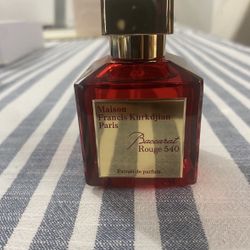 Maison
Francis Kurkdjian
Paris
Baccarat
Rouge 540
Extrait de parfum